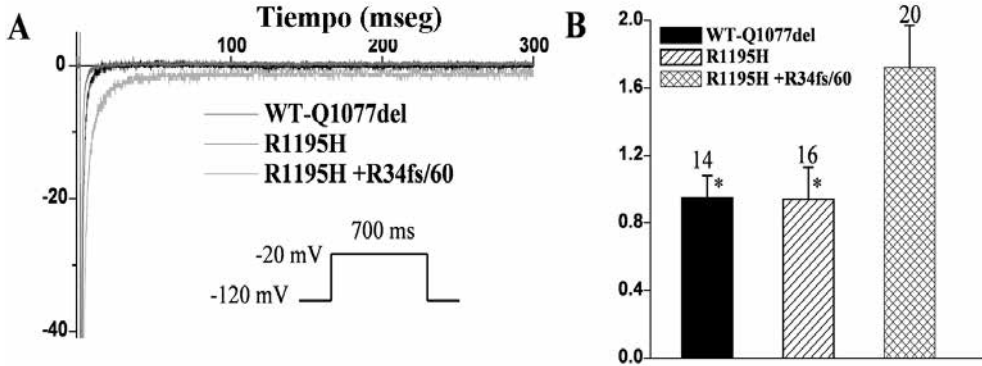 A
Tiempo (mseg)
100
200
300
0
-20
-40
WT-Q1077del
R1195H
R1195H +R34fs/60
700 ms
-20 mV
-120 mV
B
2.0
1.6
1.2
0.8
0.4
0.0
WT-Q1077del
R1195H
R1195H +R34fs/60
14
*
16
*
20